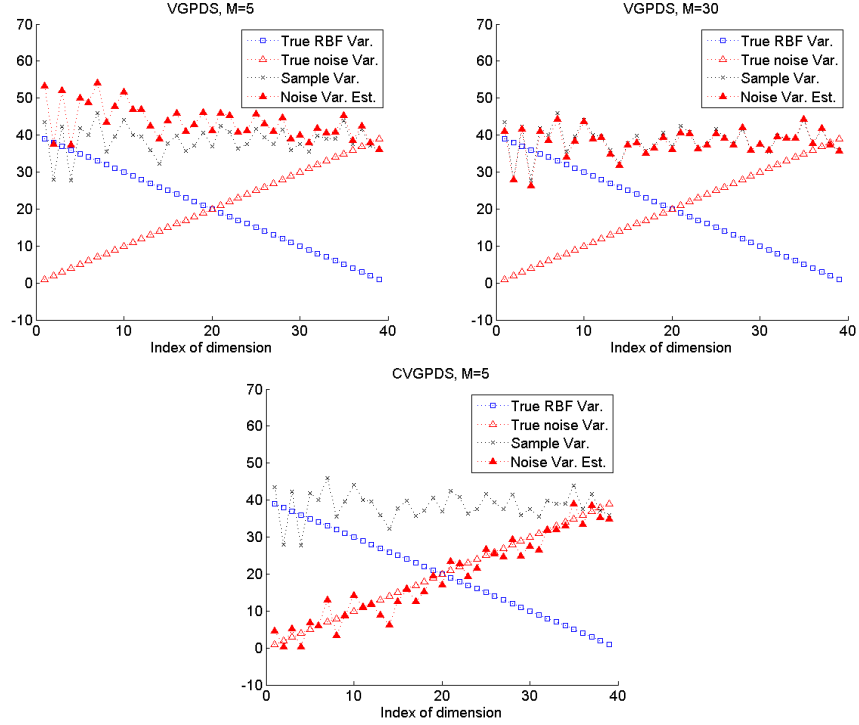 VGPDS, M=5
70
60
50
40
30
20
10
0
-10
0
10
20
30
40
Index of dimension
True RBF Var.
True noise Var.
Sample Var.
Noise Var. Est.
VGPDS, M=30
70
60
50
40
30
20
10
0
-10
0
10
20
30
40
Index of dimension
True RBF Var.
True noise Var.
Sample Var.
Noise Var. Est.
CVGPDS, M=5
70
60
50
40
30
20
10
0
-10
0
10
20
30
40
Index of dimension
True RBF Var.
True noise Var.
Sample Var.
Noise Var. Est.